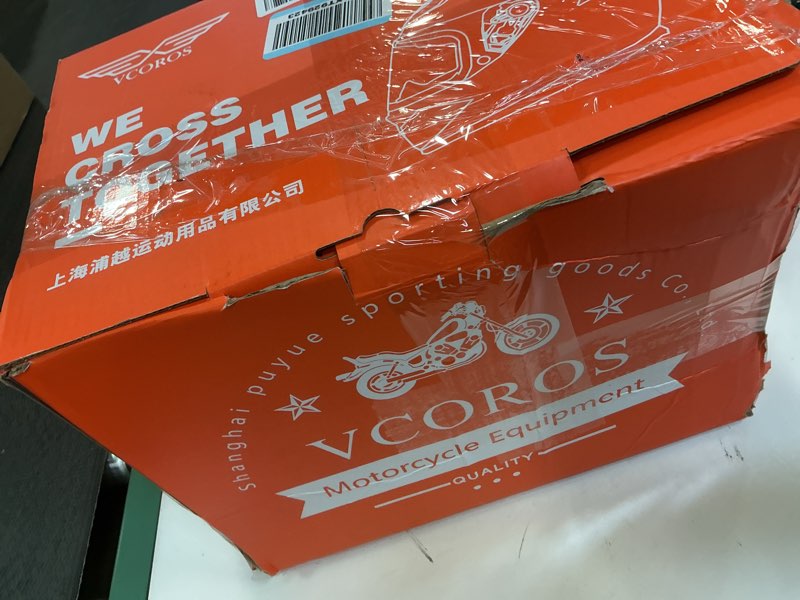 VCOROS
WE
CROSS
TOGETHER
上海浦越运动用品有限公司
Shanghai puyue sporting goods Co.,
VCOROS
Motorcycle Equipment
QUALITY